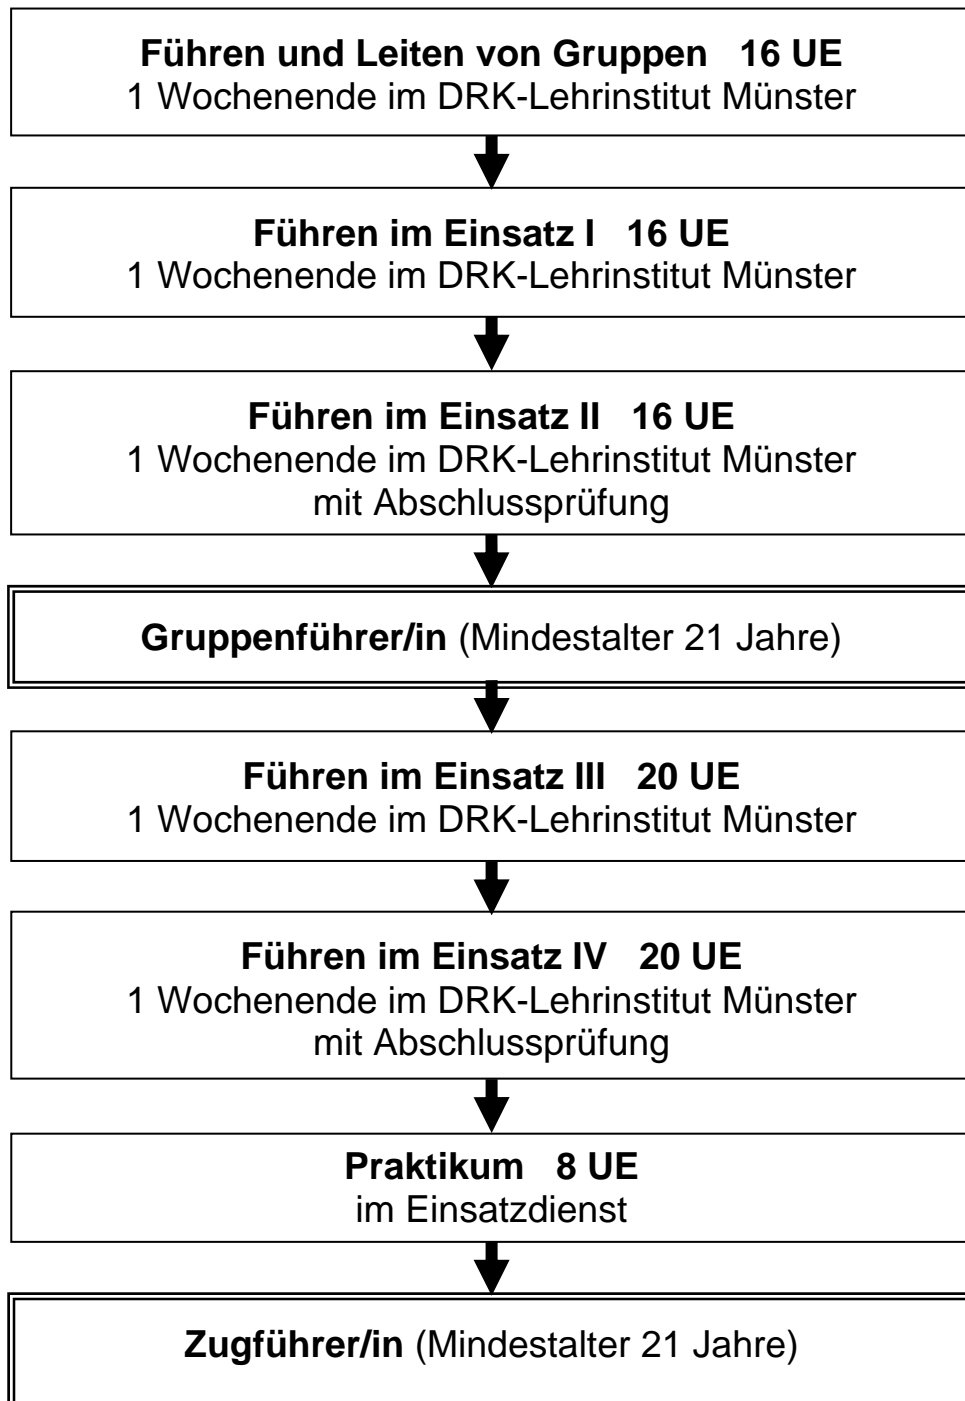 Führen und Leiten von Gruppen 16 UE
1 Wochenende im DRK-Lehrinstitut Münster
Führen im Einsatz I 16 UE
1 Wochenende im DRK-Lehrinstitut Münster
Führen im Einsatz II 16 UE
1 Wochenende im DRK-Lehrinstitut Münster
mit Abschlussprüfung
Gruppenführer/in (Mindestalter 21 Jahre)
Führen im Einsatz III 20 UE
1 Wochenende im DRK-Lehrinstitut Münster
Führen im Einsatz IV 20 UE
1 Wochenende im DRK-Lehrinstitut Münster
mit Abschlussprüfung
Praktikum 8 UE
im Einsatzdienst
Zugführer/in (Mindestalter 21 Jahre)